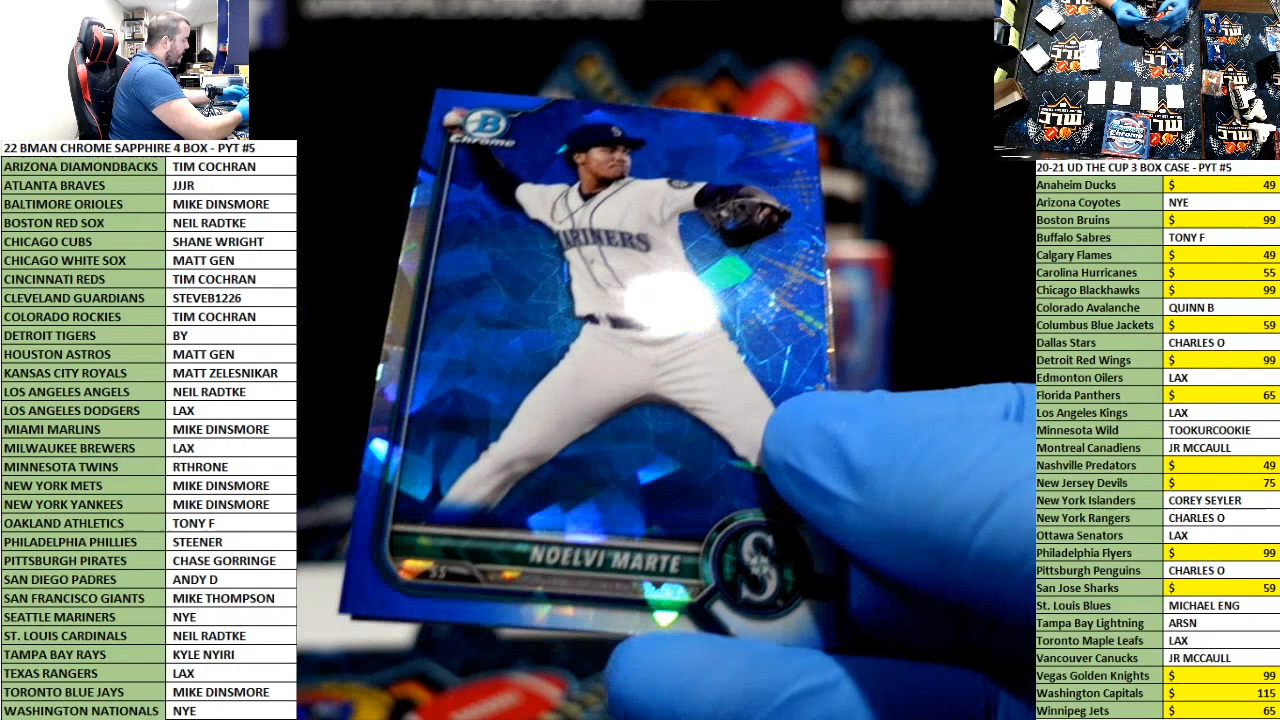 22 BMAN CHROME SAPPHIRE 4 BOX - PYT #5
ARIZONA DIAMONDBACKS TIM COCHRAN
ATLANTA BRAVES JJJR
BALTIMORE ORIOLES MIKE DINSMORE
BOSTON RED SOX NEIL RADTKE
CHICAGO CUBS SHANE WRIGHT
CHICAGO WHITE SOX MATT GEN
CINCINNATI REDS TIM COCHRAN
CLEVELAND GUARDIANS STEVEB1226
COLORADO ROCKIES TIM COCHRAN
DETROIT TIGERS BY
HOUSTON ASTROS MATT GEN
KANSAS CITY ROYALS MATT ZELESNIKAR
LOS ANGELES ANGELS NEIL RADTKE
LOS ANGELES DODGERS LAX
MIAMI MARLINS MIKE DINSMORE
MILWAUKEE BREWERS LAX
MINNESOTA TWINS RTHRONE
NEW YORK METS MIKE DINSMORE
NEW YORK YANKEES MIKE DINSMORE
OAKLAND ATHLETICS TONY F
PHILADELPHIA PHILLIES STEENER
PITTSBURGH PIRATES CHASE GORRINGE
SAN DIEGO PADRES ANDY D
SAN FRANCISCO GIANTS MIKE THOMPSON
SEATTLE MARINERS NYE
ST. LOUIS CARDINALS NEIL RADTKE
TAMPA BAY RAYS KYLE NYIRI
TEXAS RANGERS LAX
TORONTO BLUE JAYS MIKE DINSMORE
WASHINGTON NATIONALS NYE
B
Chrome
S
MARINERS
NOELVI MARTE
SS
S
20-21 UD THE CUP 3 BOX CASE - PYT #5
Anaheim Ducks $ 49
Arizona Coyotes NYE
Boston Bruins $ 99
Buffalo Sabres TONY F
Calgary Flames $ 49
Carolina Hurricanes $ 55
Chicago Blackhawks $ 99
Colorado Avalanche QUINN B
Columbus Blue Jackets $ 59
Dallas Stars CHARLES O
Detroit Red Wings $ 99
Edmonton Oilers LAX
Florida Panthers $ 65
Los Angeles Kings LAX
Minnesota Wild TOOKURCOOKIE
Montreal Canadiens JR MCCAULL
Nashville Predators $ 49
New Jersey Devils $ 75
New York Islanders COREY SEYLER
New York Rangers CHARLES O
Ottawa Senators LAX
Philadelphia Flyers $ 99
Pittsburgh Penguins CHARLES O
San Jose Sharks $ 59
St. Louis Blues MICHAEL ENG
Tampa Bay Lightning ARSN
Toronto Maple Leafs LAX
Vancouver Canucks JR MCCAULL
Vegas Golden Knights $ 99
Washington Capitals $ 115
Winnipeg Jets $ 65